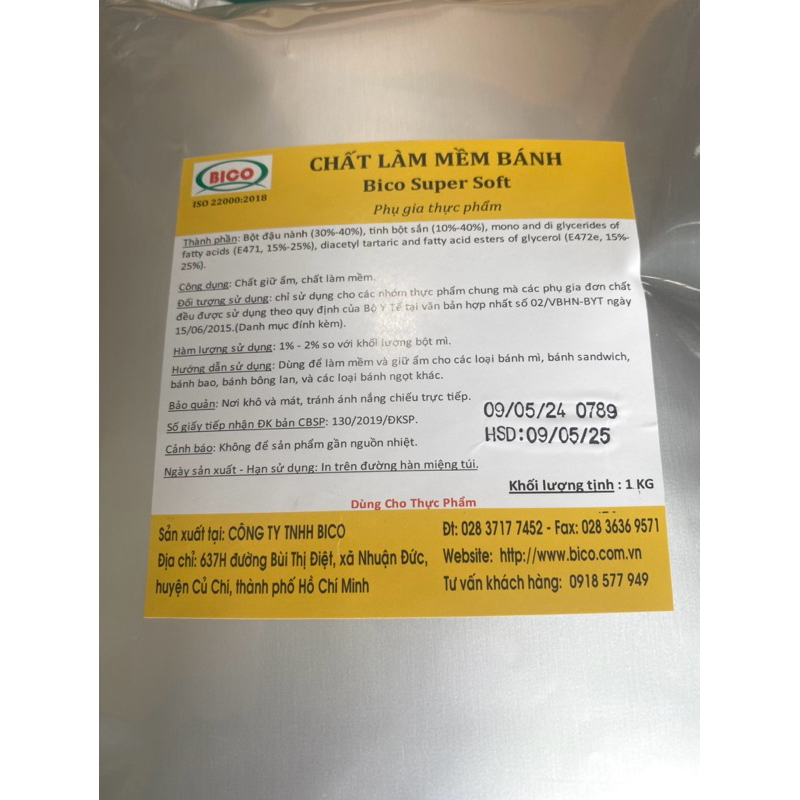 BICO
ISO 22000:2018
CHẤT LÀM MỀM BÁNH
Bico Super Soft
Phụ gia thực phẩm
Thành phần: Bột đậu nành (30%-40%), tinh bột sắn (10%-40%), mono and di glycerides of
fatty acids (E471, 15%-25%), diacetyl tartaric and fatty acid esters of glycerol (E472e, 15%-
25%).
Công dụng: Chất giữ ẩm, chất làm mềm.
Đối tượng sử dụng: chỉ sử dụng cho các nhóm thực phẩm chung mà các phụ gia đơn chất
đều được sử dụng theo quy định của Bộ Y Tế tại văn bản hợp nhất số 02/VBHN-BYT ngày
15/06/2015.(Danh mục đính kèm).
Hàm lượng sử dụng: 1% - 2% so với khối lượng bột mì.
Hướng dẫn sử dụng: Dùng để làm mềm và giữ ẩm cho các loại bánh mì, bánh sandwich,
bánh bao, bánh bông lan, và các loại bánh ngọt khác.
Bảo quản: Nơi khô và mát, tránh ánh nắng chiếu trực tiếp.
Số giấy tiếp nhận ĐK bản CBSP: 130/2019/ĐKSP.
Cảnh báo: Không để sản phẩm gần nguồn nhiệt.
Ngày sản xuất - Hạn sử dụng: In trên đường hàn miệng túi.
09/05/24 0789
HSD:09/05/25
Khối lượng tịnh : 1 KG
Dùng Cho Thực Phẩm
Sản xuất tại: CÔNG TY TNHH BICO
Địa chỉ: 637H đường Bùi Thị Điệt, xã Nhuận Đức,
huyện Củ Chi, thành phố Hồ Chí Minh
Đt: 028 3717 7452 - Fax: 028 3636 9571
Website: http://www.bico.com.vn
Tư vấn khách hàng: 0918 577 949